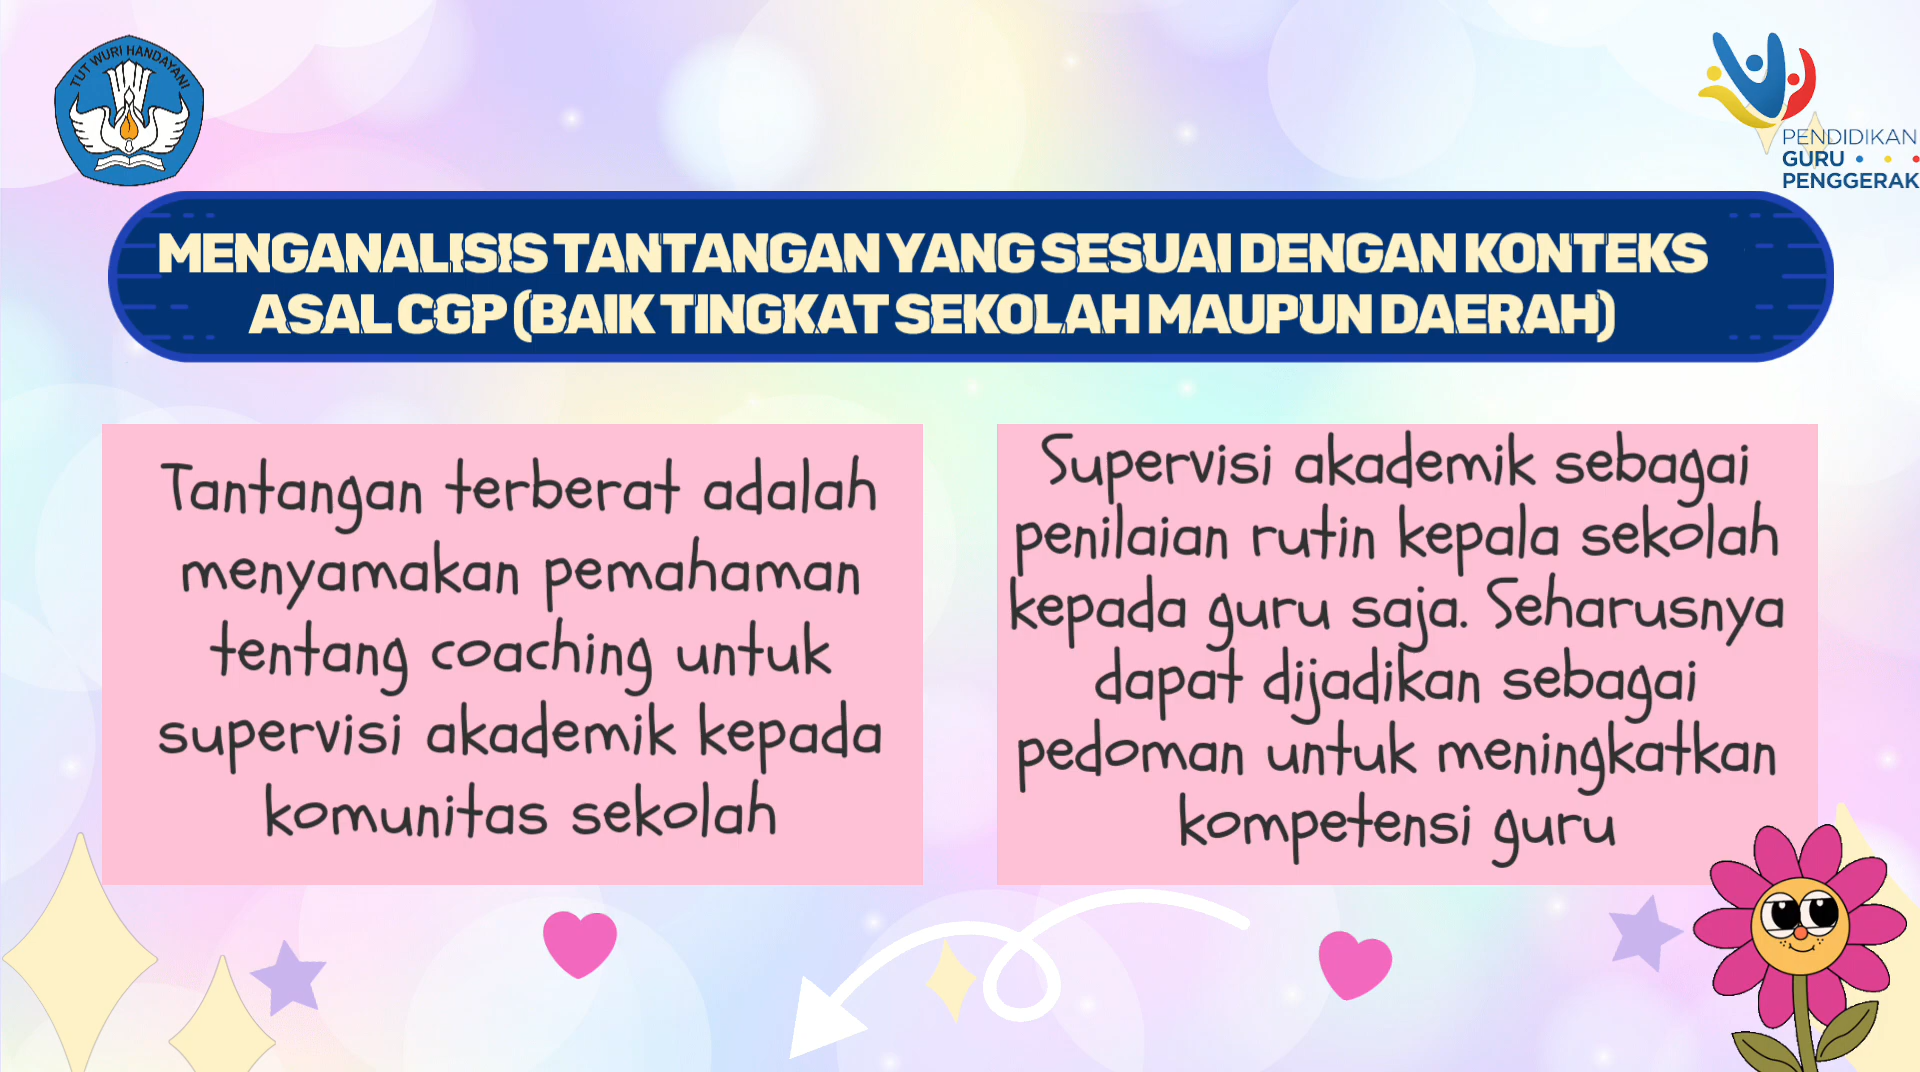 TUT WURI HANDAYANI
PENDIDIKAN
GURU
PENGGERAK
MENGANALISIS TANTANGAN YANG SESUAI DENGAN KONTEKS
ASAL CGP (BAIK TINGKAT SEKOLAH MAUPUN DAERAH)
Tantangan terberat adalah
menyamakan pemahaman
tentang coaching untuk
supervisi akademik kepada
komunitas sekolah
Supervisi akademik sebagai
penilaian rutin kepala sekolah
kepada guru saja. Seharusnya
dapat dijadikan sebagai
pedoman untuk meningkatkan
kompetensi guru